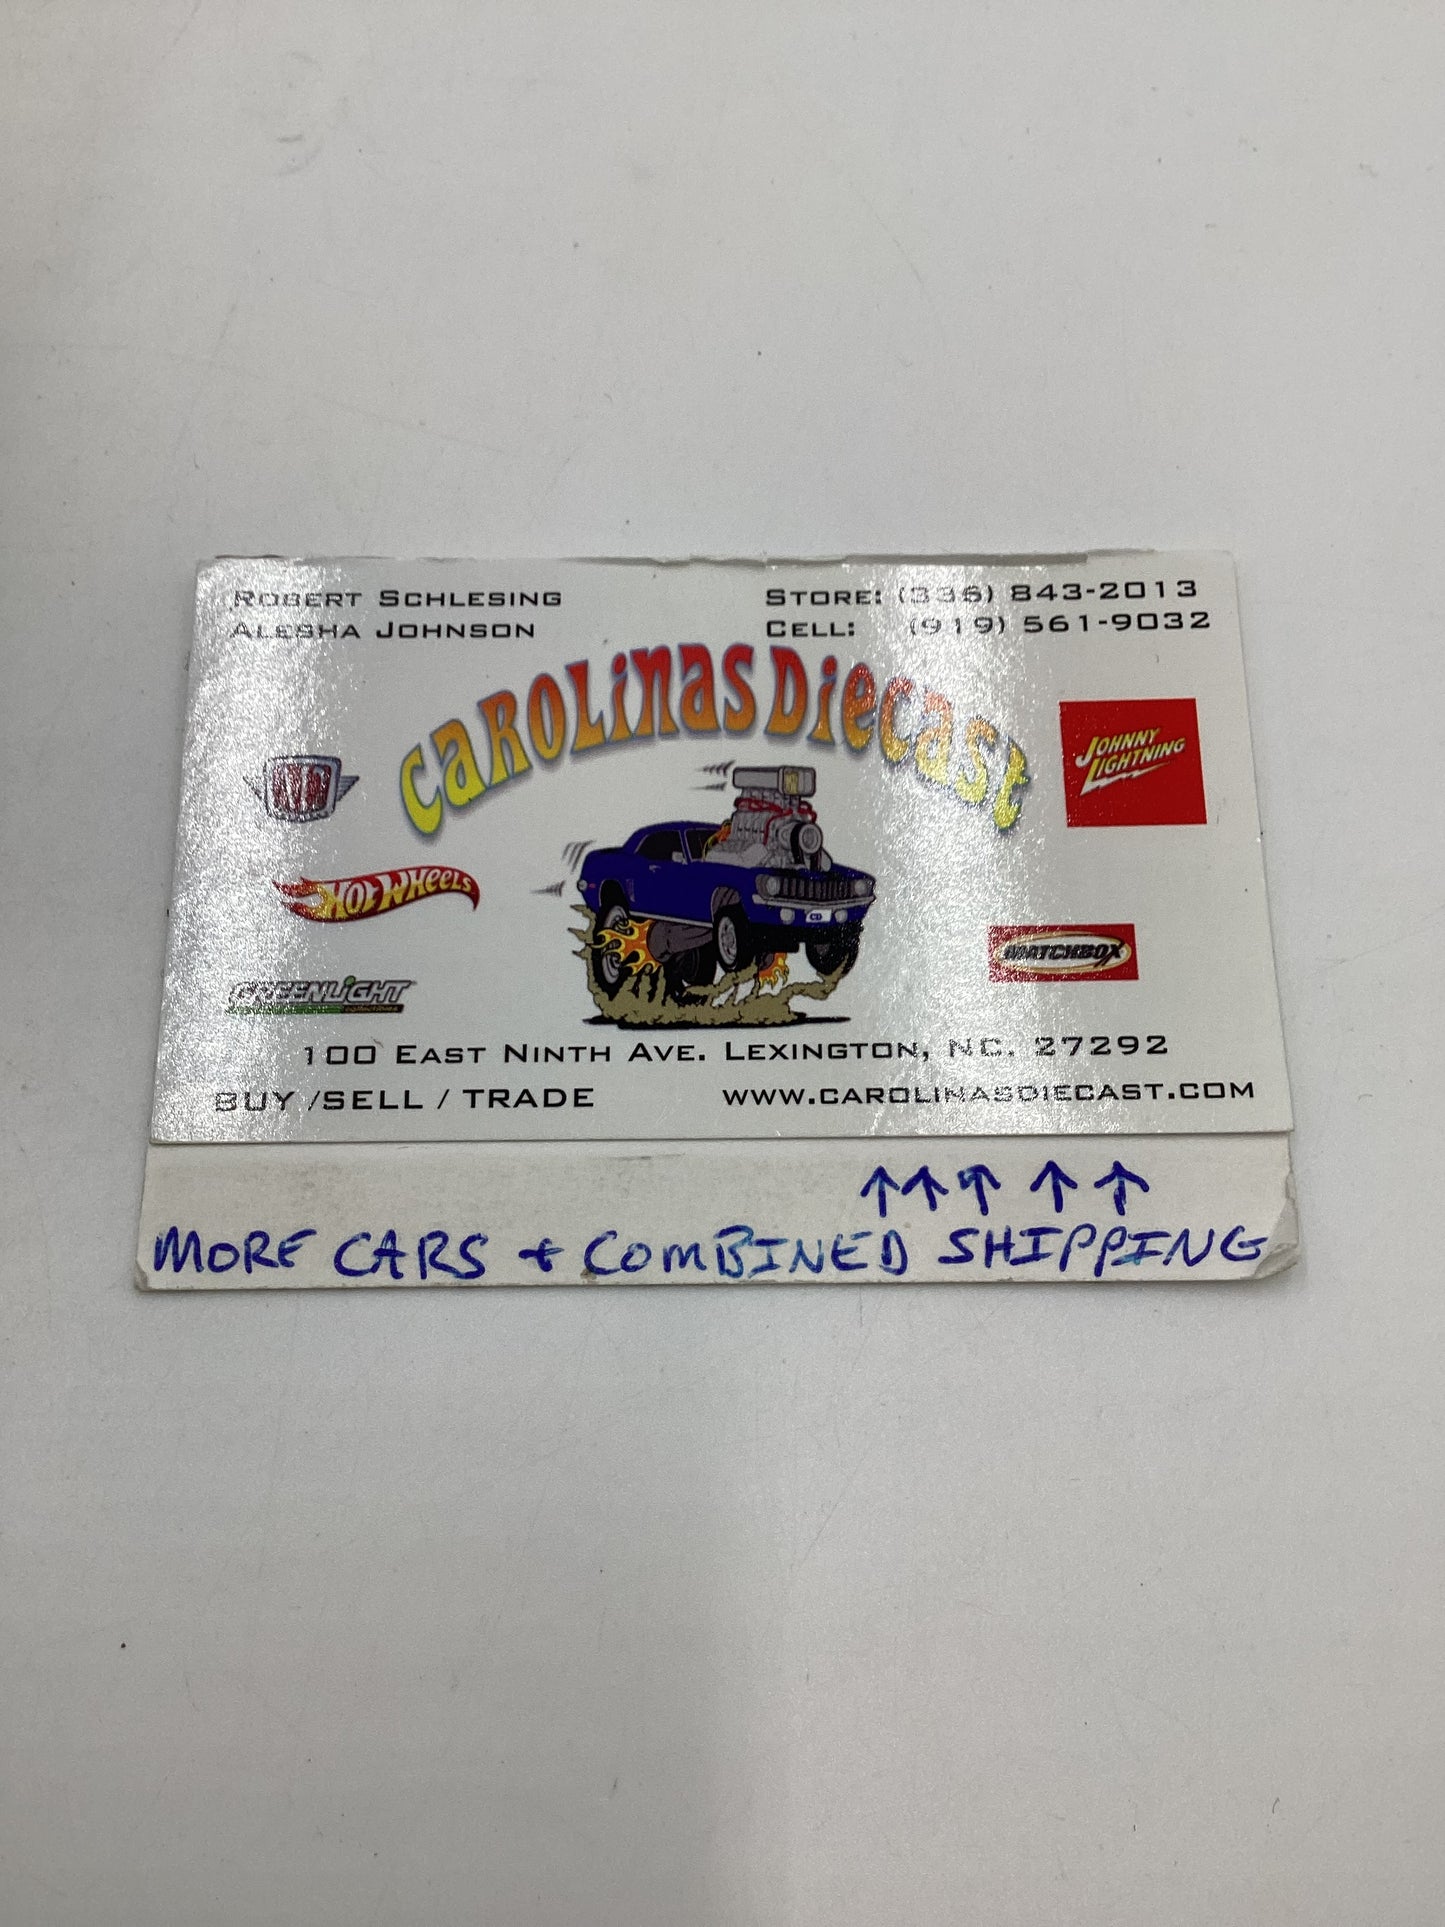 ROBERT SCHLESING
ALESHA JOHNSON
STORE: (336) 843-2013
CELL: (919) 561-9032
CAROLINAS DIECAST
JOHNNY
LIGHTNING
HOT WHEELS
MATCHBOX
GREENLIGHT
CD
100 EAST NINTH AVE. LEXINGTON, NC. 27292
BUY /SELL / TRADE
WWW.CAROLINASDIECAST.COM
MORE CARS + COMBINED SHIPPING